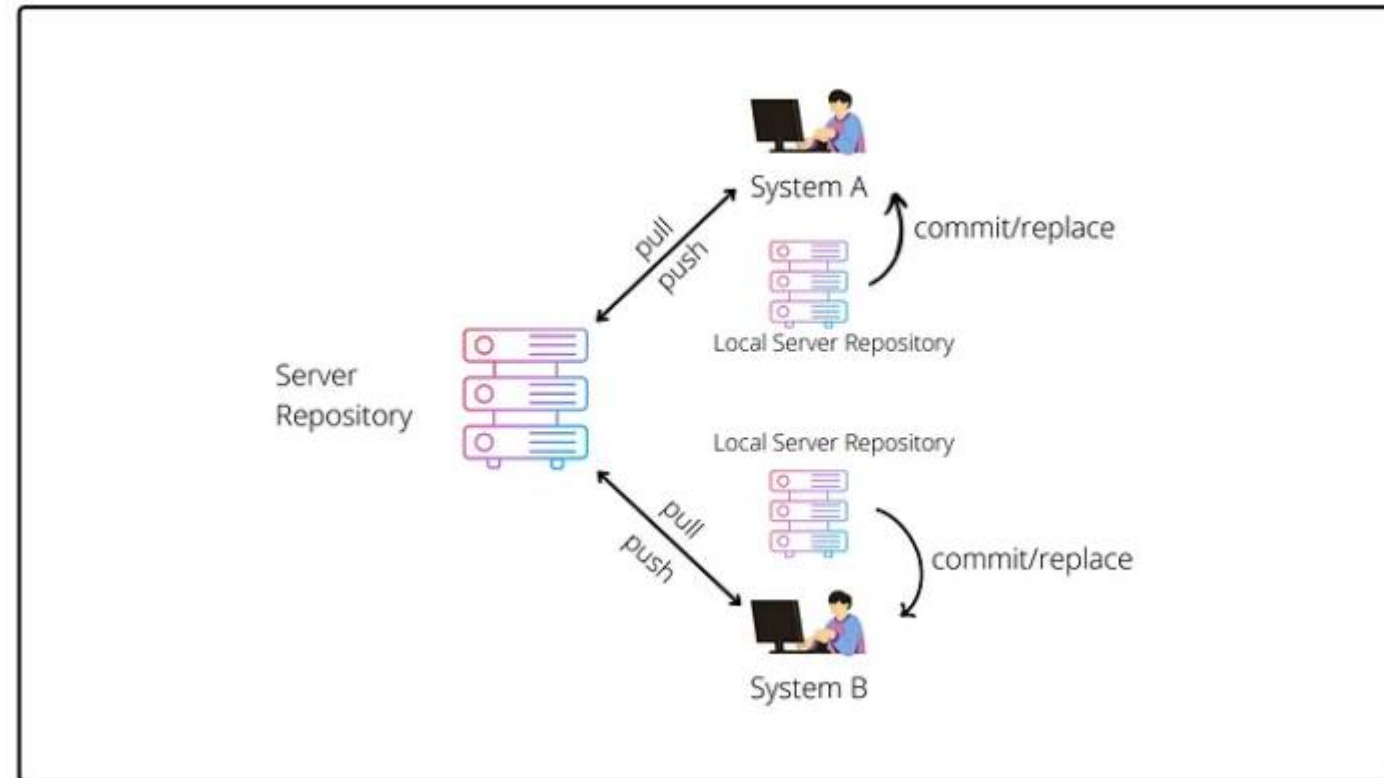 System A
pull
push
commit/replace
Local Server Repository
Server
Repository
Local Server Repository
pull
push
commit/replace
System B